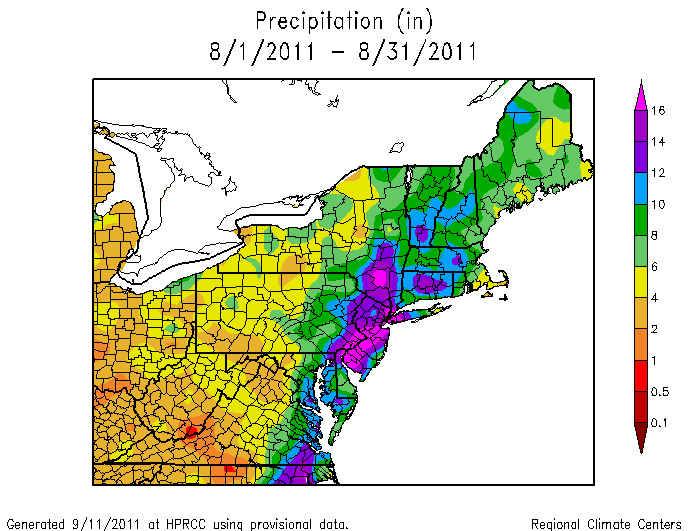 Precipitation (in)
8/1/2011 – 8/31/2011
16
14
12
10
8
6
4
2
1
0.5
0.1
Generated 9/11/2011 at HPRCC using provisional data.
Regional Climate Centers